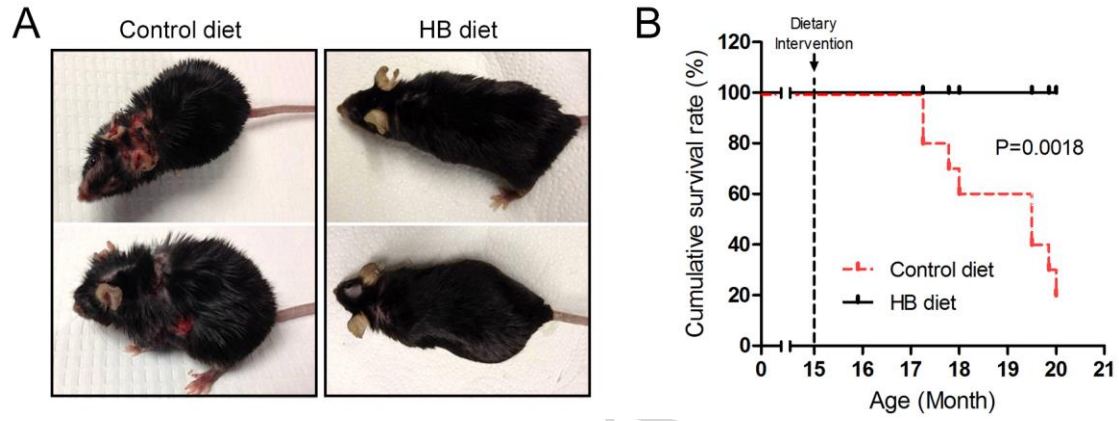 A
Control diet
HB diet
B
Dietary
Intervention
Cumulative survival rate (%)
120
100
80
60
40
20
0
P=0.0018
Control diet
HB diet
0 15 16 17 18 19 20 21
Age (Month)